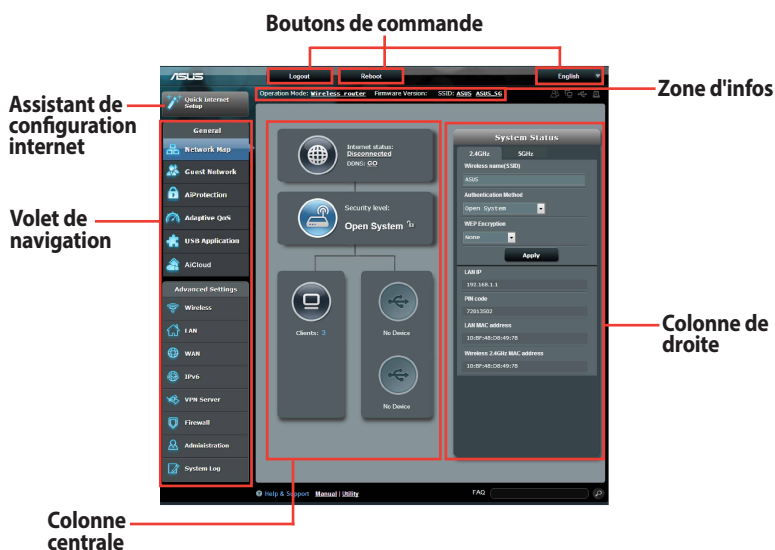 Boutons de commande
ASUS
Logout
Reboot
English
Zone d'infos
Operation Mode: Wireless router Firmware Version: SSID: ASUS ASUS_5G
Assistant de
configuration
internet
Quick Internet
Setup
General
Network Map
Guest Network
AiProtection
Adaptive QoS
USB Application
AiCloud
Volet de
navigation
Advanced Settings
Wireless
LAN
WAN
IPv6
VPN Server
Firewall
Administration
System Log
Internet status:
Disconnected
DDNS: GO
Security level:
Open System
Clients: 3
No Device
No Device
System Status
2.4GHz 5GHz
Wireless name(SSID)
ASUS
Authentication Method
Open System
WEP Encryption
None
Apply
LAN IP
192.168.1.1
PIN code
72013502
LAN MAC address
10:BF:48:D8:49:78
Wireless 2.4GHz MAC address
10:BF:48:D8:49:78
Colonne de
droite
Help & Support Manual | Utility
FAQ
Colonne
centrale